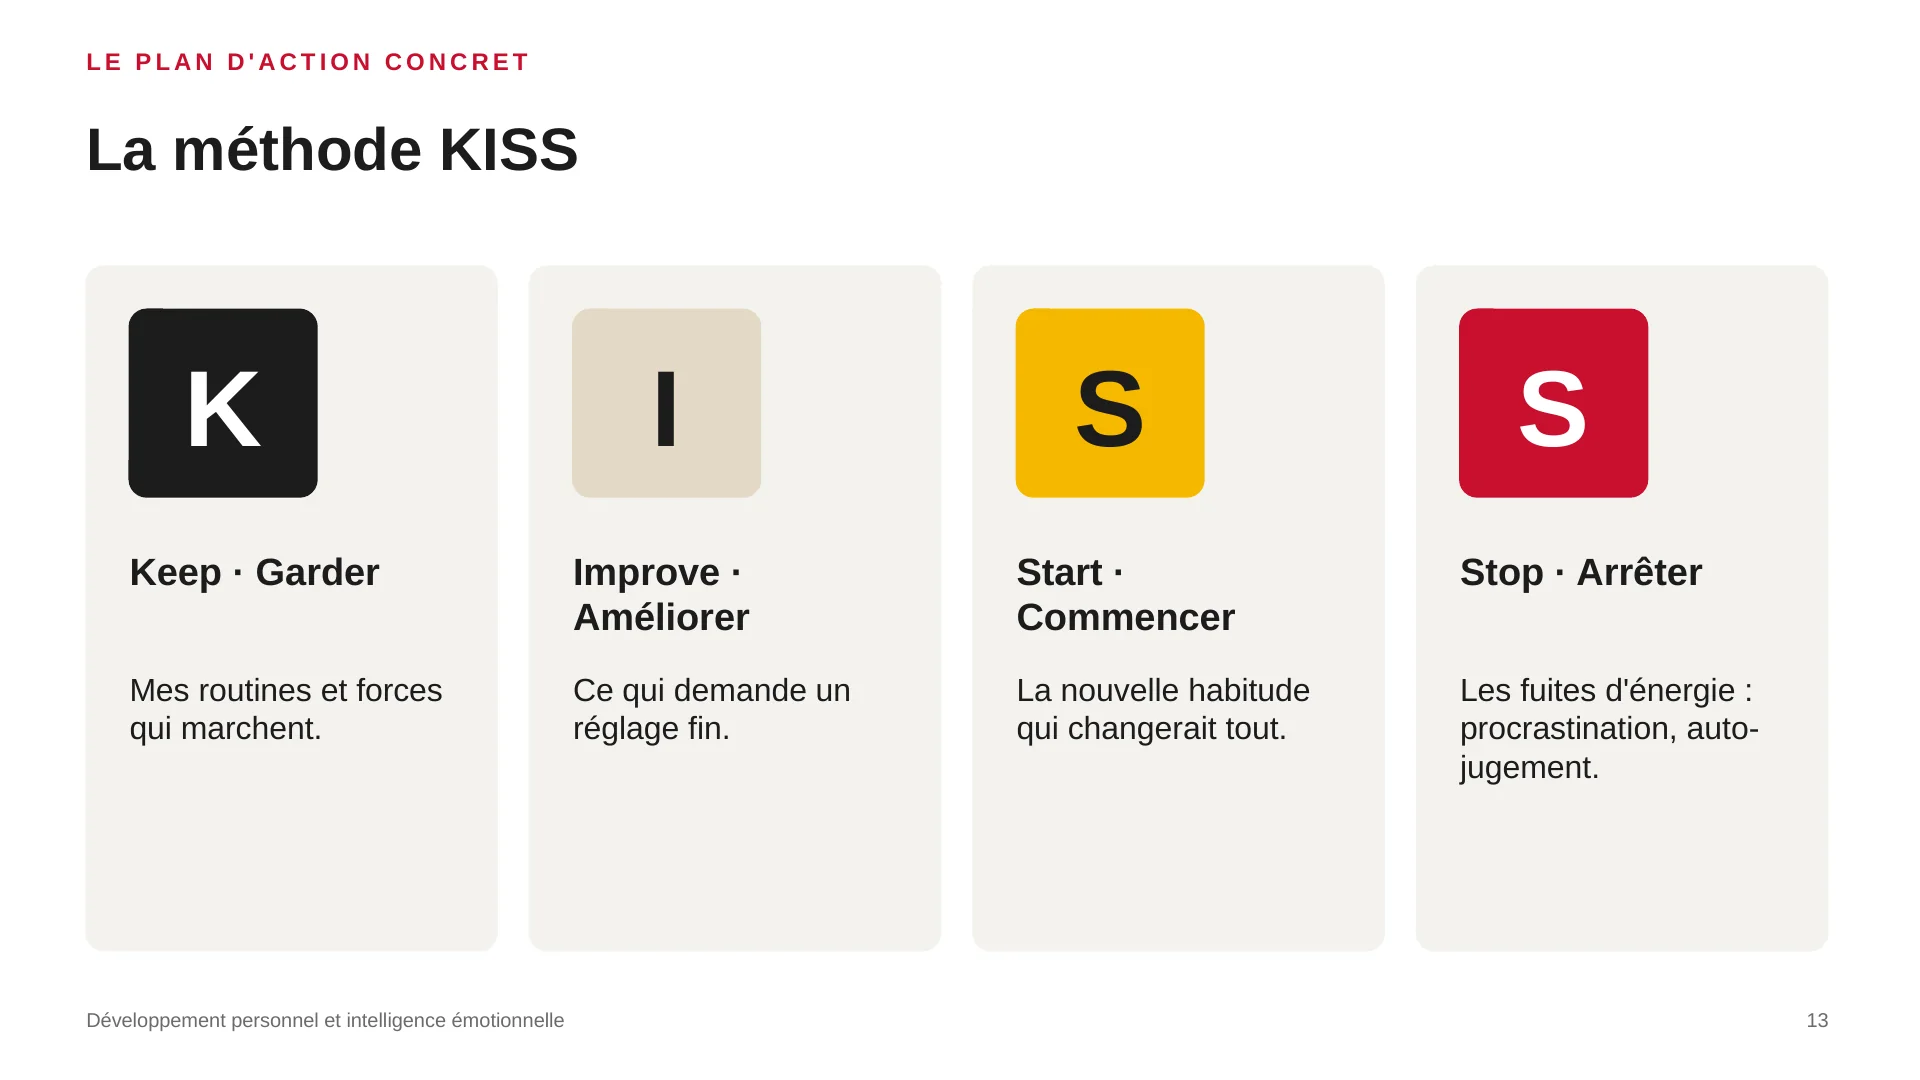 LE PLAN D'ACTION CONCRET
La méthode KISS
K
Keep · Garder
Mes routines et forces
qui marchent.
I
Improve ·
Améliorer
Ce qui demande un
réglage fin.
S
Start ·
Commencer
La nouvelle habitude
qui changerait tout.
S
Stop · Arrêter
Les fuites d'énergie :
procrastination, auto-
jugement.
Développement personnel et intelligence émotionnelle
13